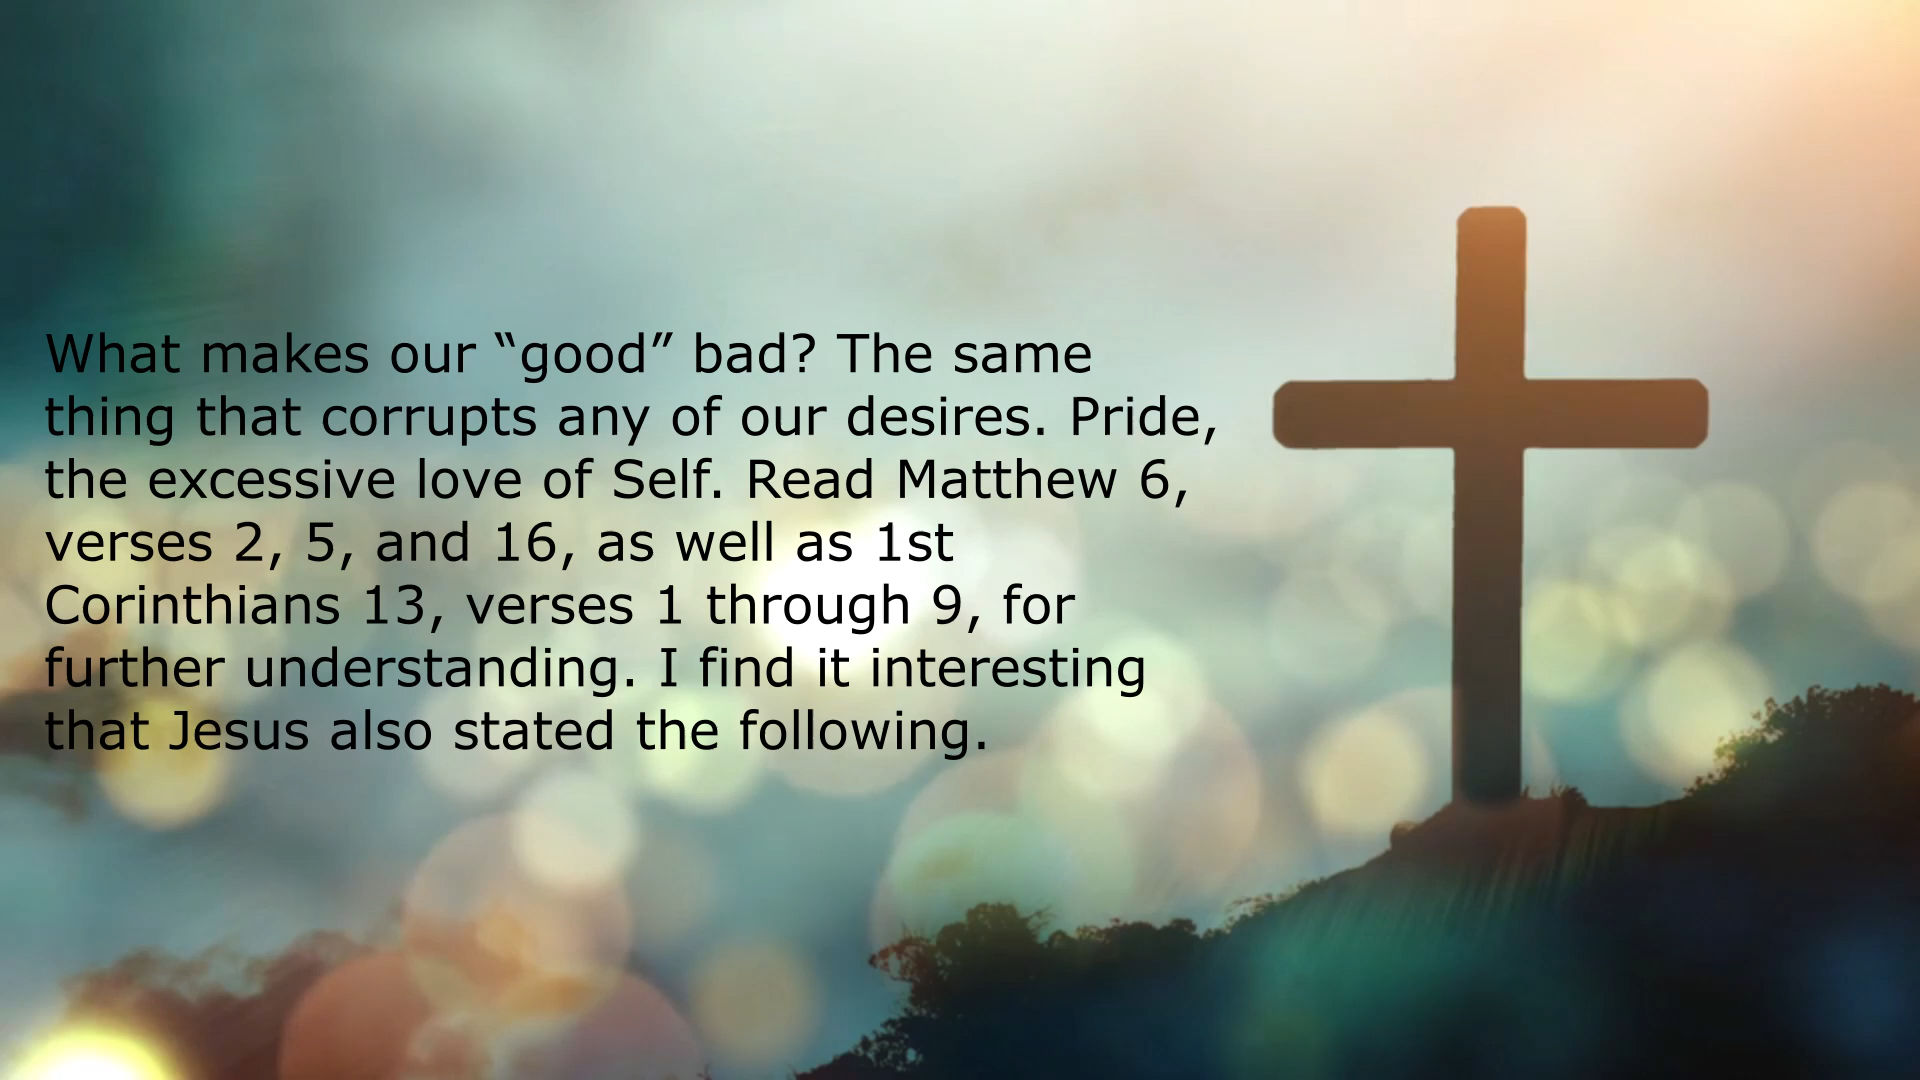 What makes our “good” bad? The same
thing that corrupts any of our desires. Pride,
the excessive love of Self. Read Matthew 6,
verses 2, 5, and 16, as well as 1st
Corinthians 13, verses 1 through 9, for
further understanding. I find it interesting
that Jesus also stated the following.